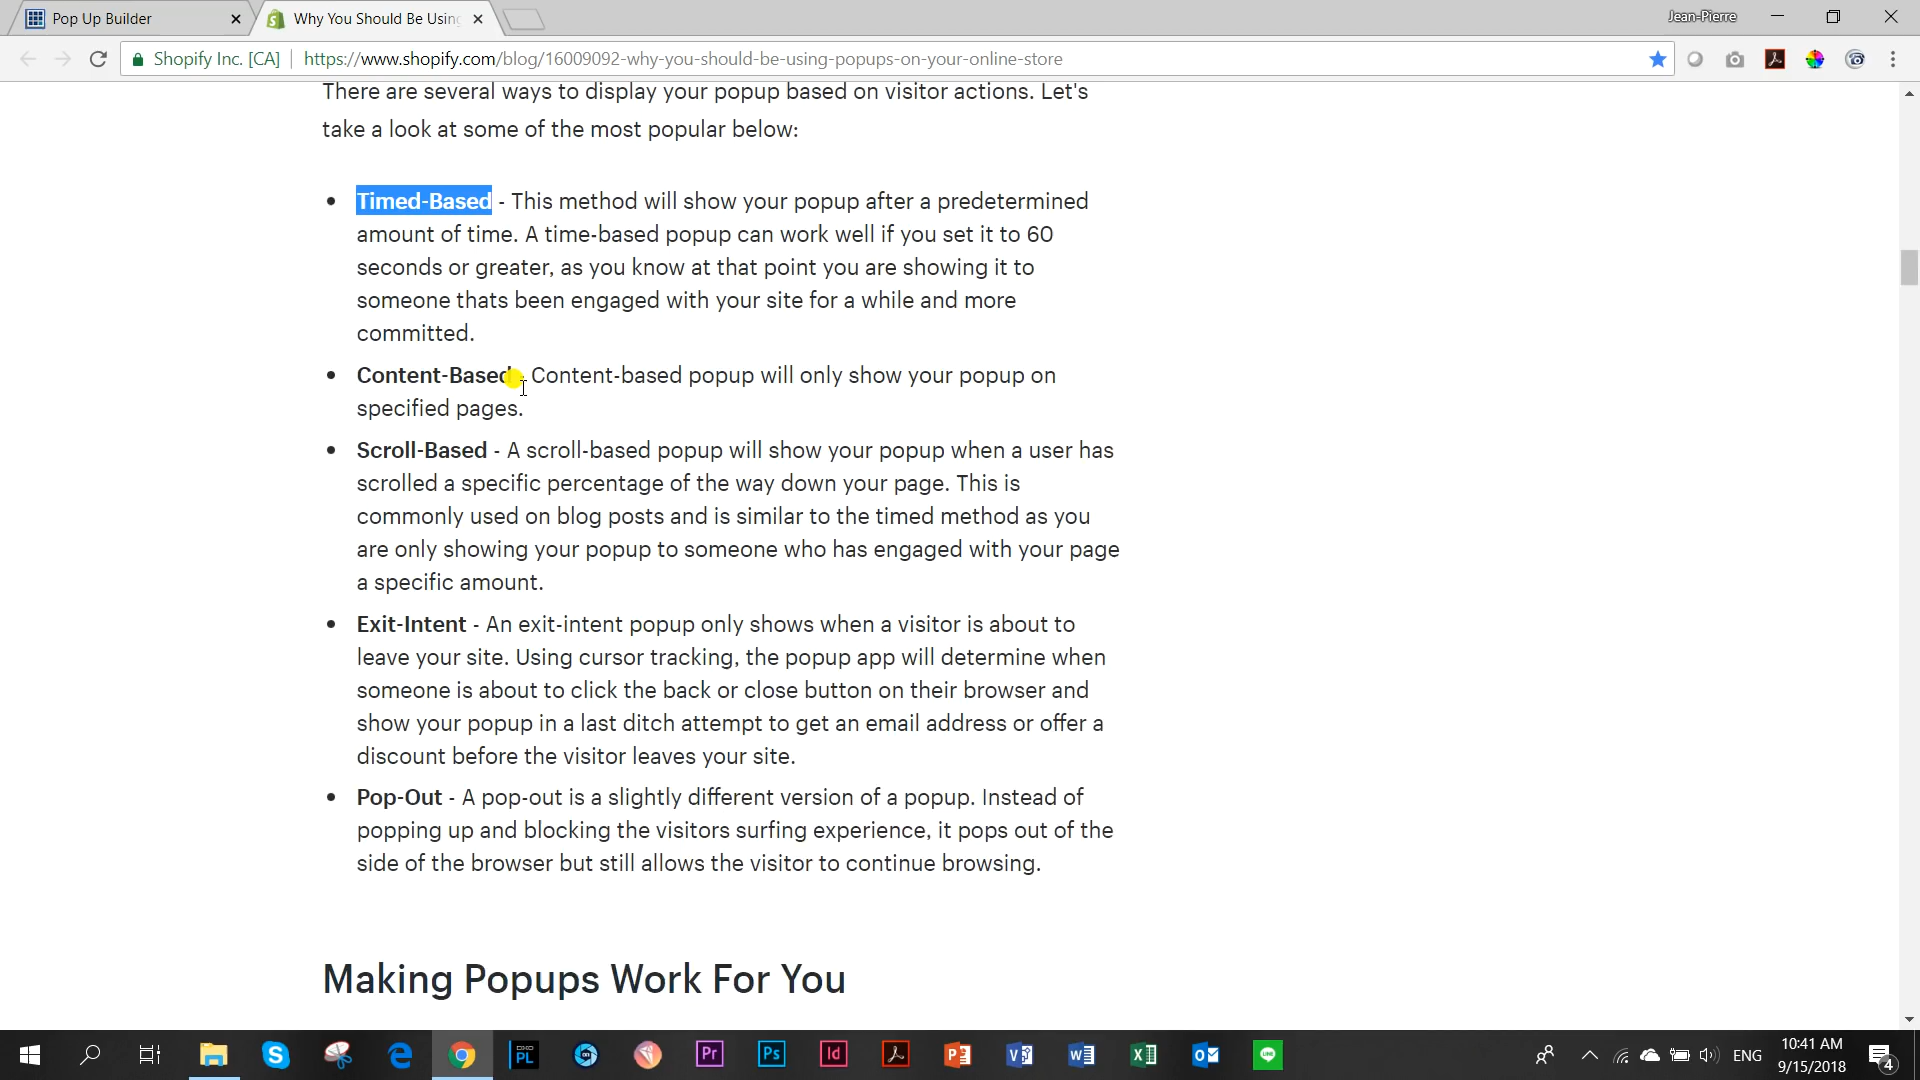 Pop Up Builder
Why You Should Be Using
Jean-Pierre
Shopify Inc. [CA] | https://www.shopify.com/blog/16009092-why-you-should-be-using-popups-on-your-online-store
There are several ways to display your popup based on visitor actions. Let's
take a look at some of the most popular below:
• Timed-Based - This method will show your popup after a predetermined
amount of time. A time-based popup can work well if you set it to 60
seconds or greater, as you know at that point you are showing it to
someone thats been engaged with your site for a while and more
committed.
• Content-Based - Content-based popup will only show your popup on
specified pages.
• Scroll-Based - A scroll-based popup will show your popup when a user has
scrolled a specific percentage of the way down your page. This is
commonly used on blog posts and is similar to the timed method as you
are only showing your popup to someone who has engaged with your page
a specific amount.
• Exit-Intent - An exit-intent popup only shows when a visitor is about to
leave your site. Using cursor tracking, the popup app will determine when
someone is about to click the back or close button on their browser and
show your popup in a last ditch attempt to get an email address or offer a
discount before the visitor leaves your site.
• Pop-Out - A pop-out is a slightly different version of a popup. Instead of
popping up and blocking the visitors surfing experience, it pops out of the
side of the browser but still allows the visitor to continue browsing.
Making Popups Work For You
PL Pr Ps Id ENG
10:41 AM
9/15/2018
4